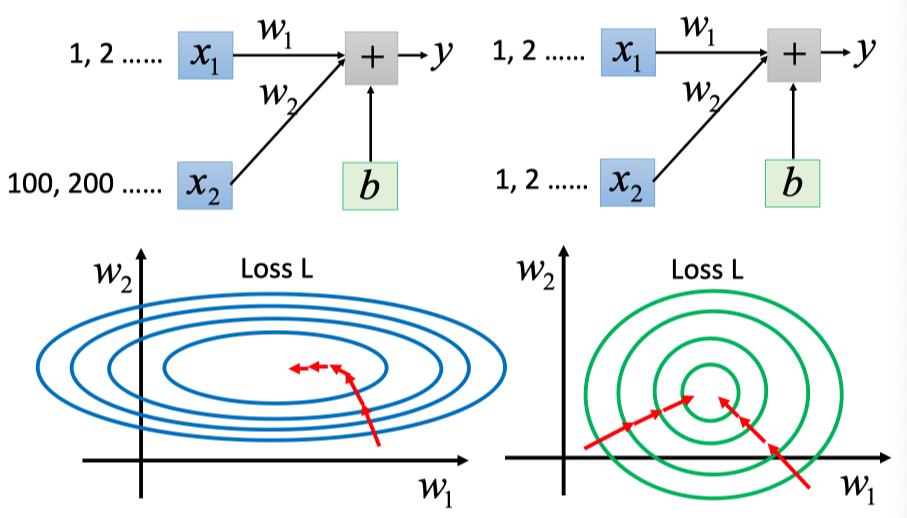 1, 2 ...... x1 w1 + y
w2
100, 200 ...... x2 b
1, 2 ...... x1 w1 + y
w2
1, 2 ...... x2 b
w2 Loss L
w1
w2 Loss L
w1